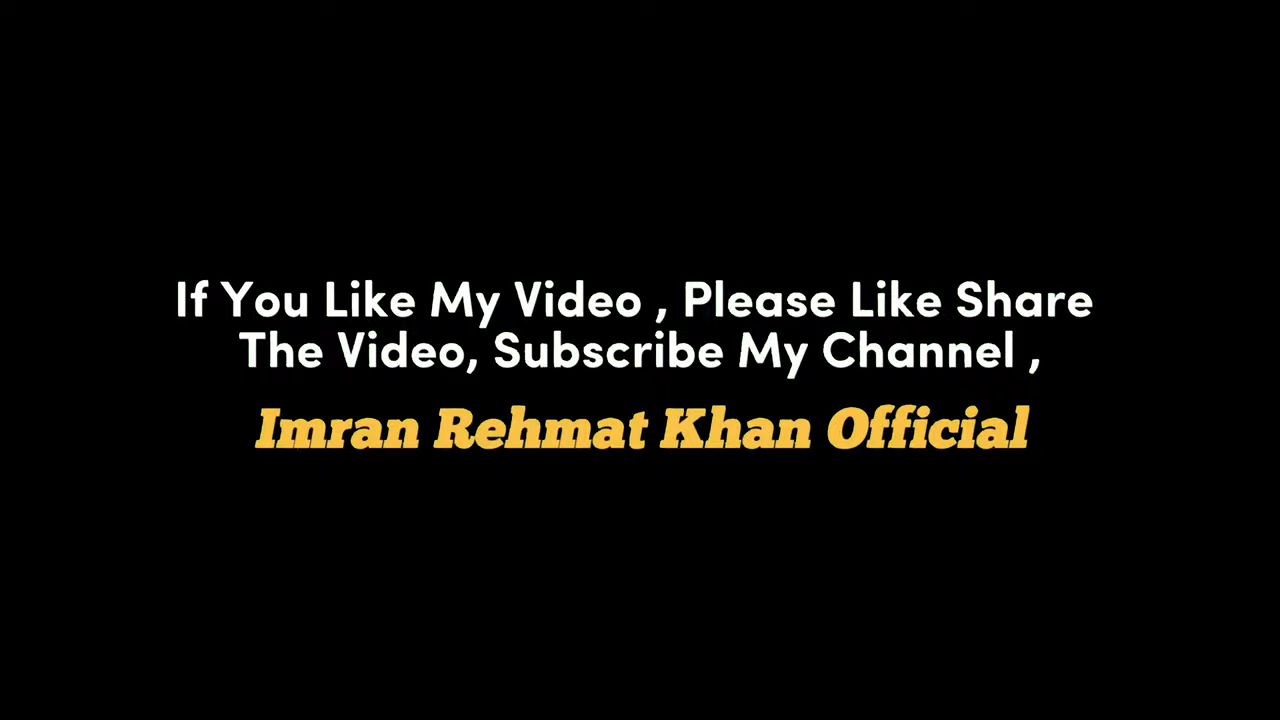 If You Like My Video , Please Like Share
The Video, Subscribe My Channel ,
Imran Rehmat Khan Official